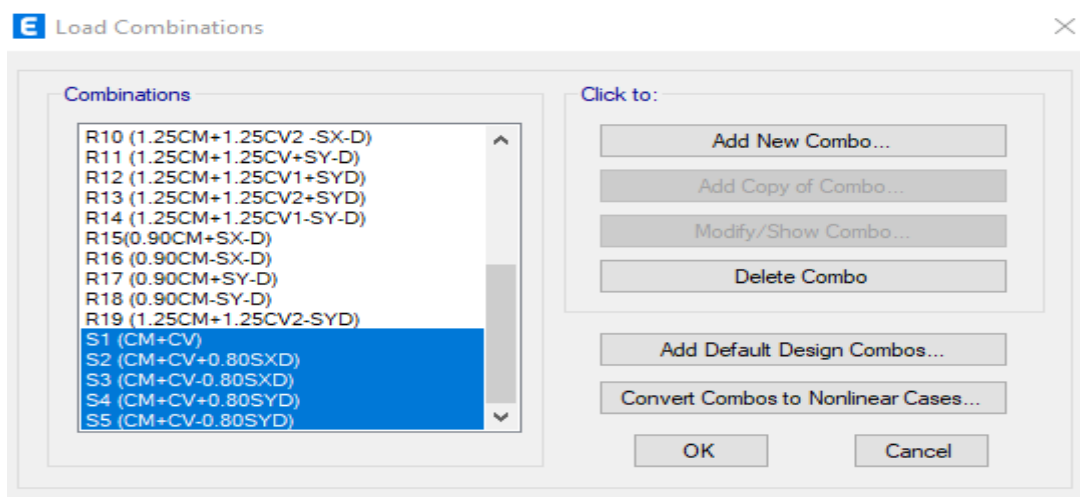 E Load Combinations
Combinations
R10 (1.25CM+1.25CV2 -SX-D)
R11 (1.25CM+1.25CV+SY-D)
R12 (1.25CM+1.25CV1+SYD)
R13 (1.25CM+1.25CV2+SYD)
R14 (1.25CM+1.25CV1-SY-D)
R15(0.90CM+SX-D)
R16 (0.90CM-SX-D)
R17 (0.90CM+SY-D)
R18 (0.90CM-SY-D)
R19 (1.25CM+1.25CV2-SYD)
S1 (CM+CV)
S2 (CM+CV+0.80SXD)
S3 (CM+CV-0.80SXD)
S4 (CM+CV+0.80SYD)
S5 (CM+CV-0.80SYD)
Click to:
Add New Combo...
Add Copy of Combo...
Modify/Show Combo...
Delete Combo
Add Default Design Combos...
Convert Combos to Nonlinear Cases...
OK
Cancel